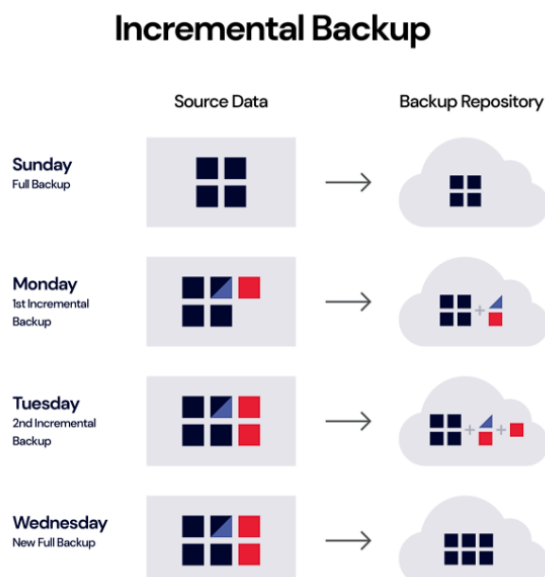 Incremental Backup
Source Data
Backup Repository
Sunday
Full Backup
Monday
1st Incremental
Backup
+
Tuesday
2nd Incremental
Backup
+ +
Wednesday
New Full Backup